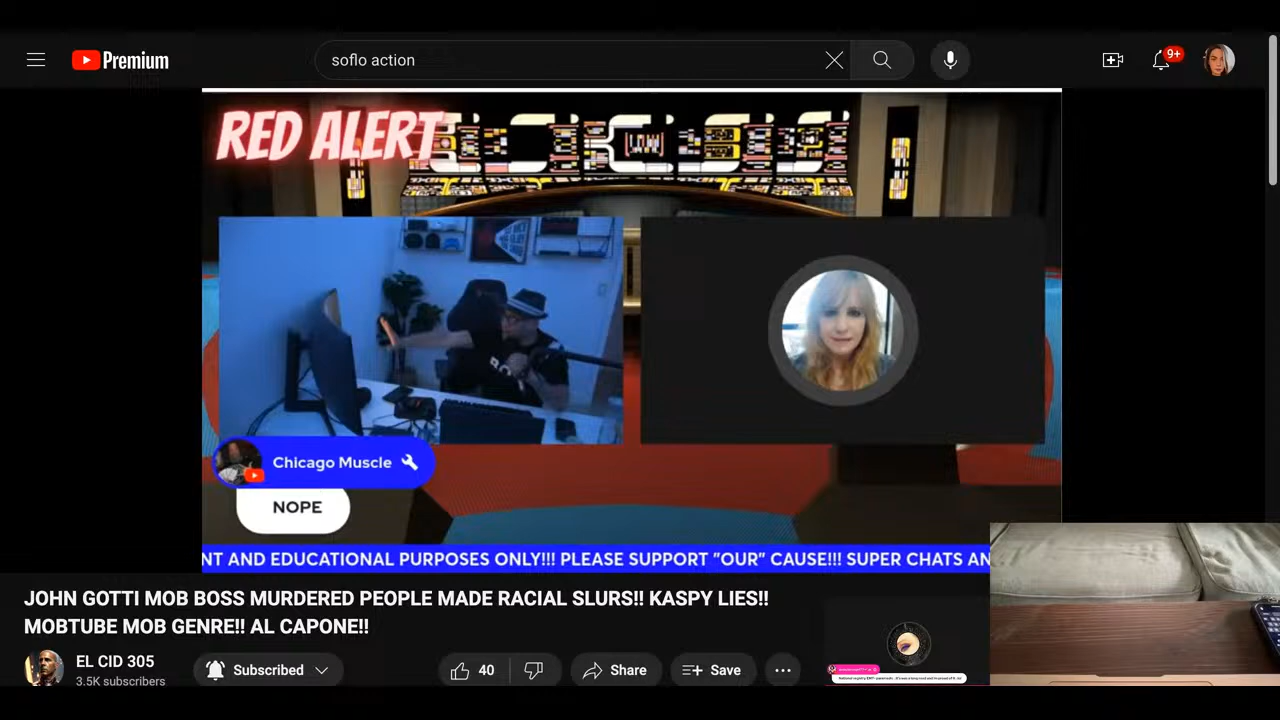 Premium
soflo action
9+
RED ALERT
Chicago Muscle
NOPE
NT AND EDUCATIONAL PURPOSES ONLY!!! PLEASE SUPPORT "OUR" CAUSE!!! SUPER CHATS AN
JOHN GOTTI MOB BOSS MURDERED PEOPLE MADE RACIAL SLURS!! KASPY LIES!!
MOBTUBE MOB GENRE!! AL CAPONE!!
EL CID 305
3.5K subscribers
Subscribed
40
Share
Save